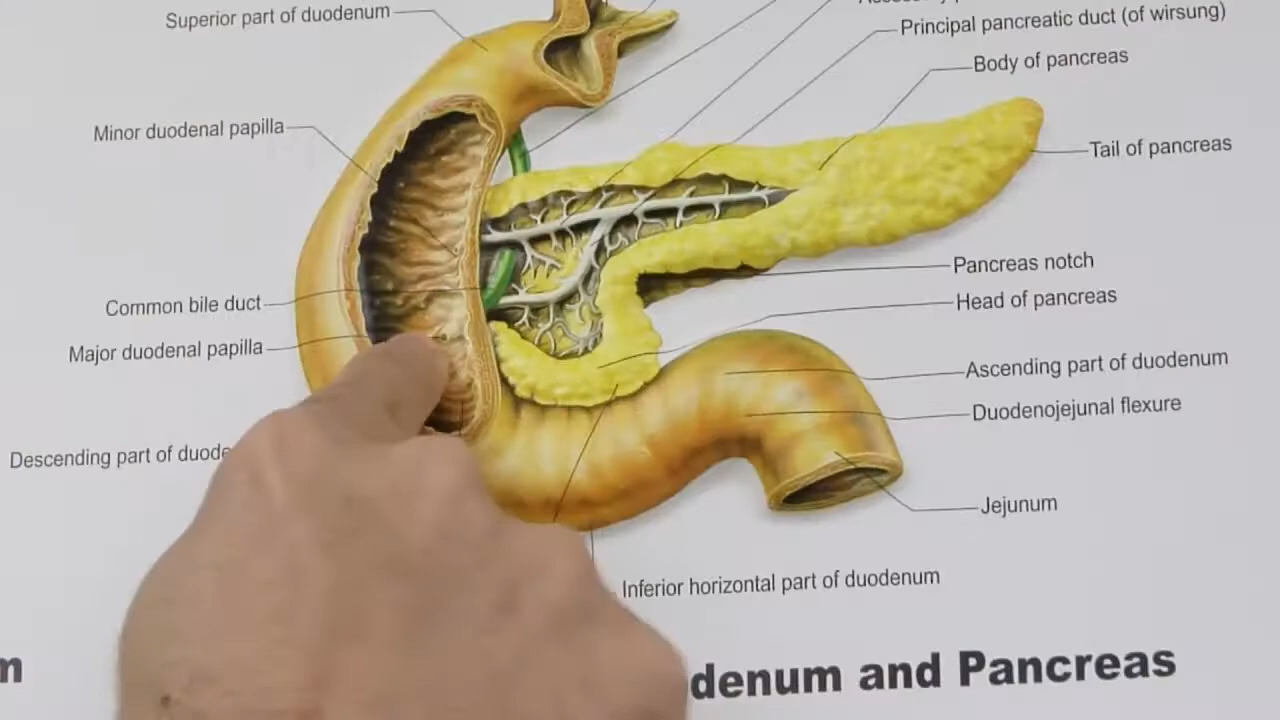 Superior part of duodenum
Principal pancreatic duct (of wirsung)
Body of pancreas
Minor duodenal papilla
Tail of pancreas
Pancreas notch
Common bile duct
Head of pancreas
Major duodenal papilla
Ascending part of duodenum
Duodenojejunal flexure
Descending part of duode
Jejunum
Inferior horizontal part of duodenum
m
denum and Pancreas